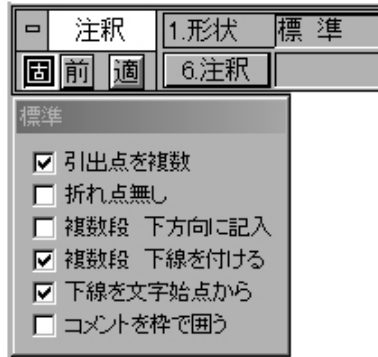 注釈 1.形状 標 準
固 前 適 6.注釈
標準
引出点を複数
折れ点無し
複数段 下方向に記入
複数段 下線を付ける
下線を文字始点から
コメントを枠で囲う